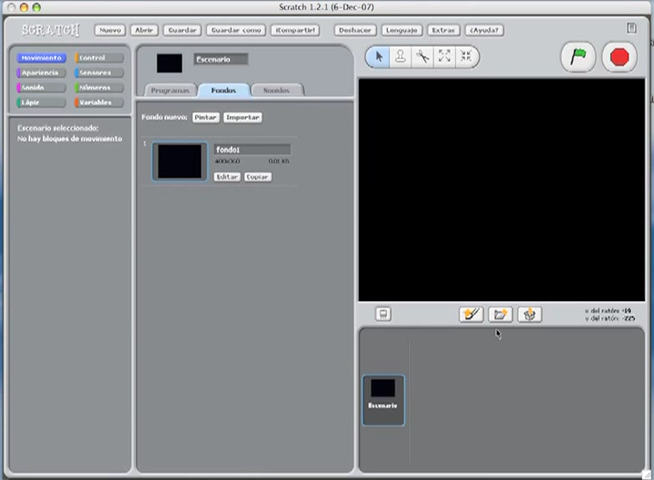 Scratch 1.2.1 (6-Dec-07)
SCRATCH
Nuevo
Abrir
Guardar
Guardar como
¡Compartir!
Deshacer
Lenguaje
Extras
¿Ayuda?
Movimiento
Control
Apariencia
Sensores
Sonido
Números
Lápiz
Variables
Escenario seleccionado:
No hay bloques de movimiento
Escenario
Programas
Fondos
Sonidos
Fondo nuevo:
Pintar
Importar
1
fondo1
480x360
Editar
Copiar
x del ratón:
y del ratón: -225
Escenario